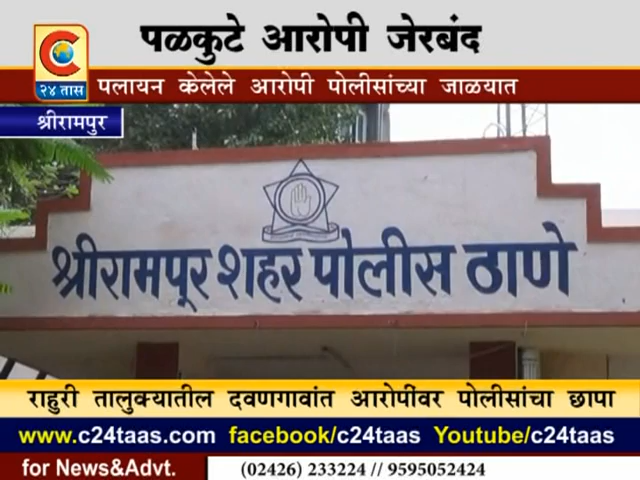 पळकुटे आरोपी जेरबंद
C
२४ तास
पलायन केलेले आरोपी पोलीसांच्या जाळयात
श्रीरामपुर
श्रीरामपूर शहर पोलीस ठाणे
राहुरी तालुक्यातील दवणगावांत आरोपींवर पोलीसांचा छापा
www.c24taas.com facebook/c24taas Youtube/c24taas
for News&Advt. (02426) 233224 // 9595052424